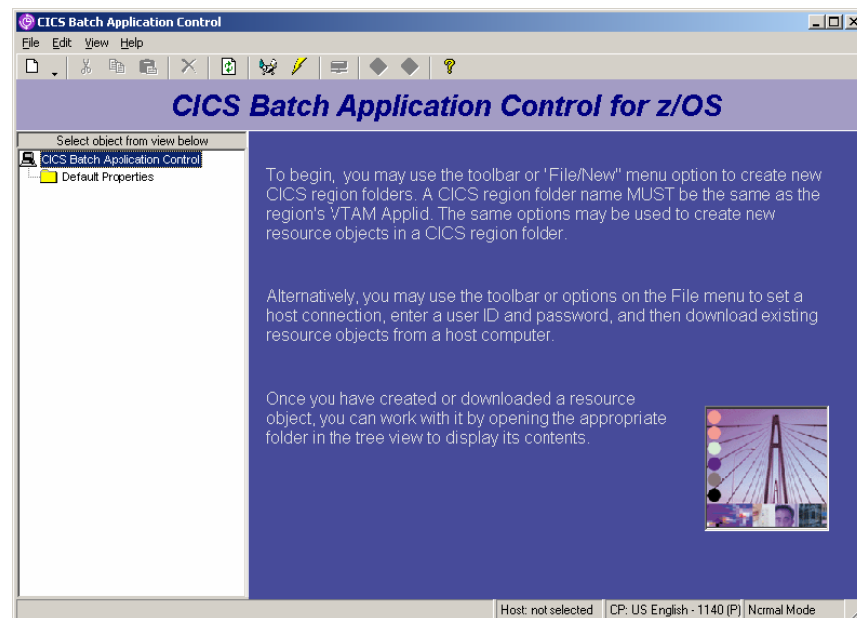 CICS Batch Application Control
File Edit View Help
CICS Batch Application Control for z/OS
Select object from view below
CICS Batch Application Control
Default Properties
To begin, you may use the toolbar or 'File/New" menu option to create new
CICS region folders. A CICS region folder name MUST be the same as the
region's VTAM Applid. The same options may be used to create new
resource objects in a CICS region folder.
Alternatively, you may use the toolbar or options on the File menu to set a
host connection, enter a user ID and password, and then download existing
resource objects from a host computer.
Once you have created or downloaded a resource
object, you can work with it by opening the appropriate
folder in the tree view to display its contents.
Host: not selected CP: US English - 1140 (P) Normal Mode